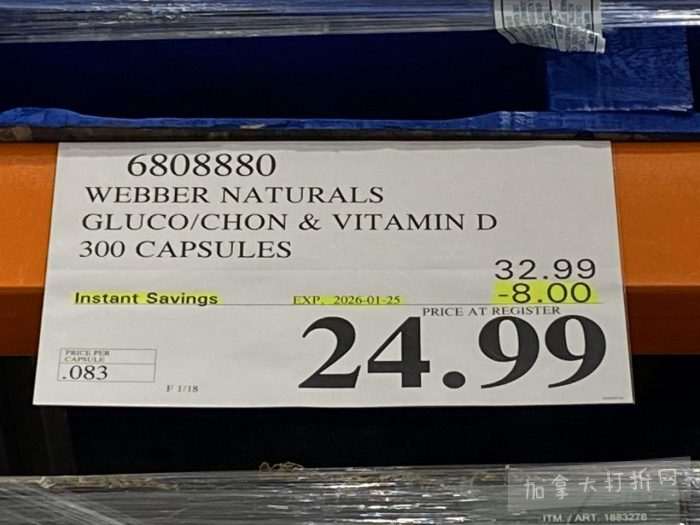 6808880
WEBBER NATURALS
GLUCO/CHON & VITAMIN D
300 CAPSULES
32.99
Instant Savings EXP. 2026-01-25 -8.00
PRICE AT REGISTER
24.99
PRICE PER
CAPSULE
.083
F 1/18
加拿大打折网
ITM. / ART. 1883278